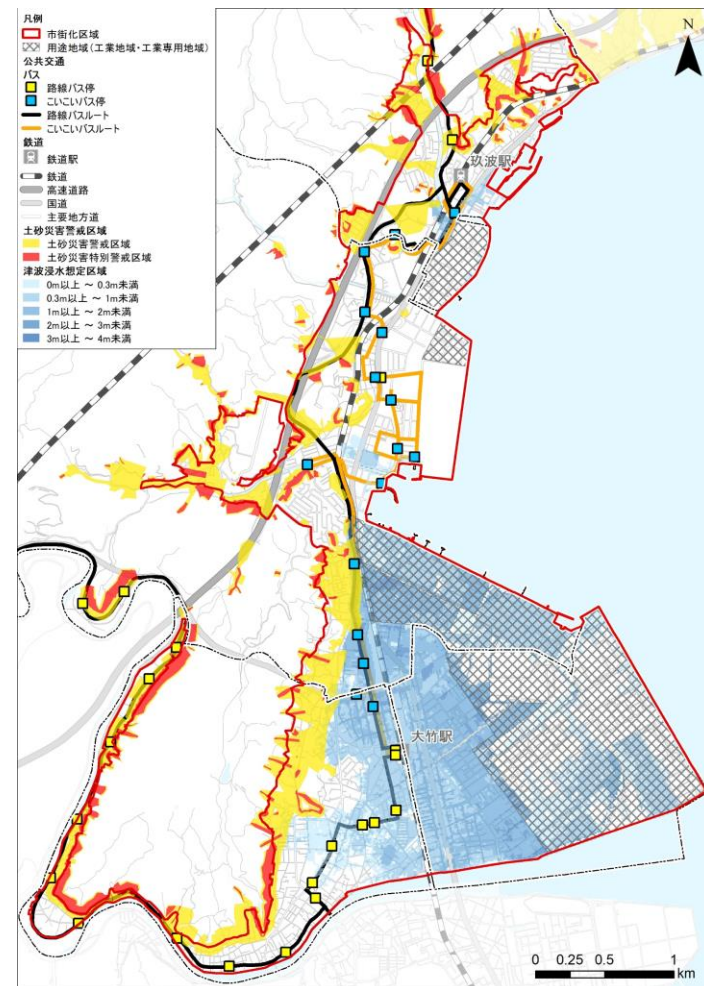 凡例
市街化区域
用途地域(工業地域・工業専用地域)
公共交通
バス
路線バス停
こいこいバス停
路線バスルート
こいこいバスルート
鉄道
鉄道駅
鉄道
高速道路
国道
主要地方道
土砂災害警戒区域
土砂災害警戒区域
土砂災害特別警戒区域
津波浸水想定区域
0m以上 ~ 0.3m未満
0.3m以上 ~ 1m未満
1m以上 ~ 2m未満
2m以上 ~ 3m未満
3m以上 ~ 4m未満
N
玖波駅
大竹駅
0 0.25 0.5 1
km